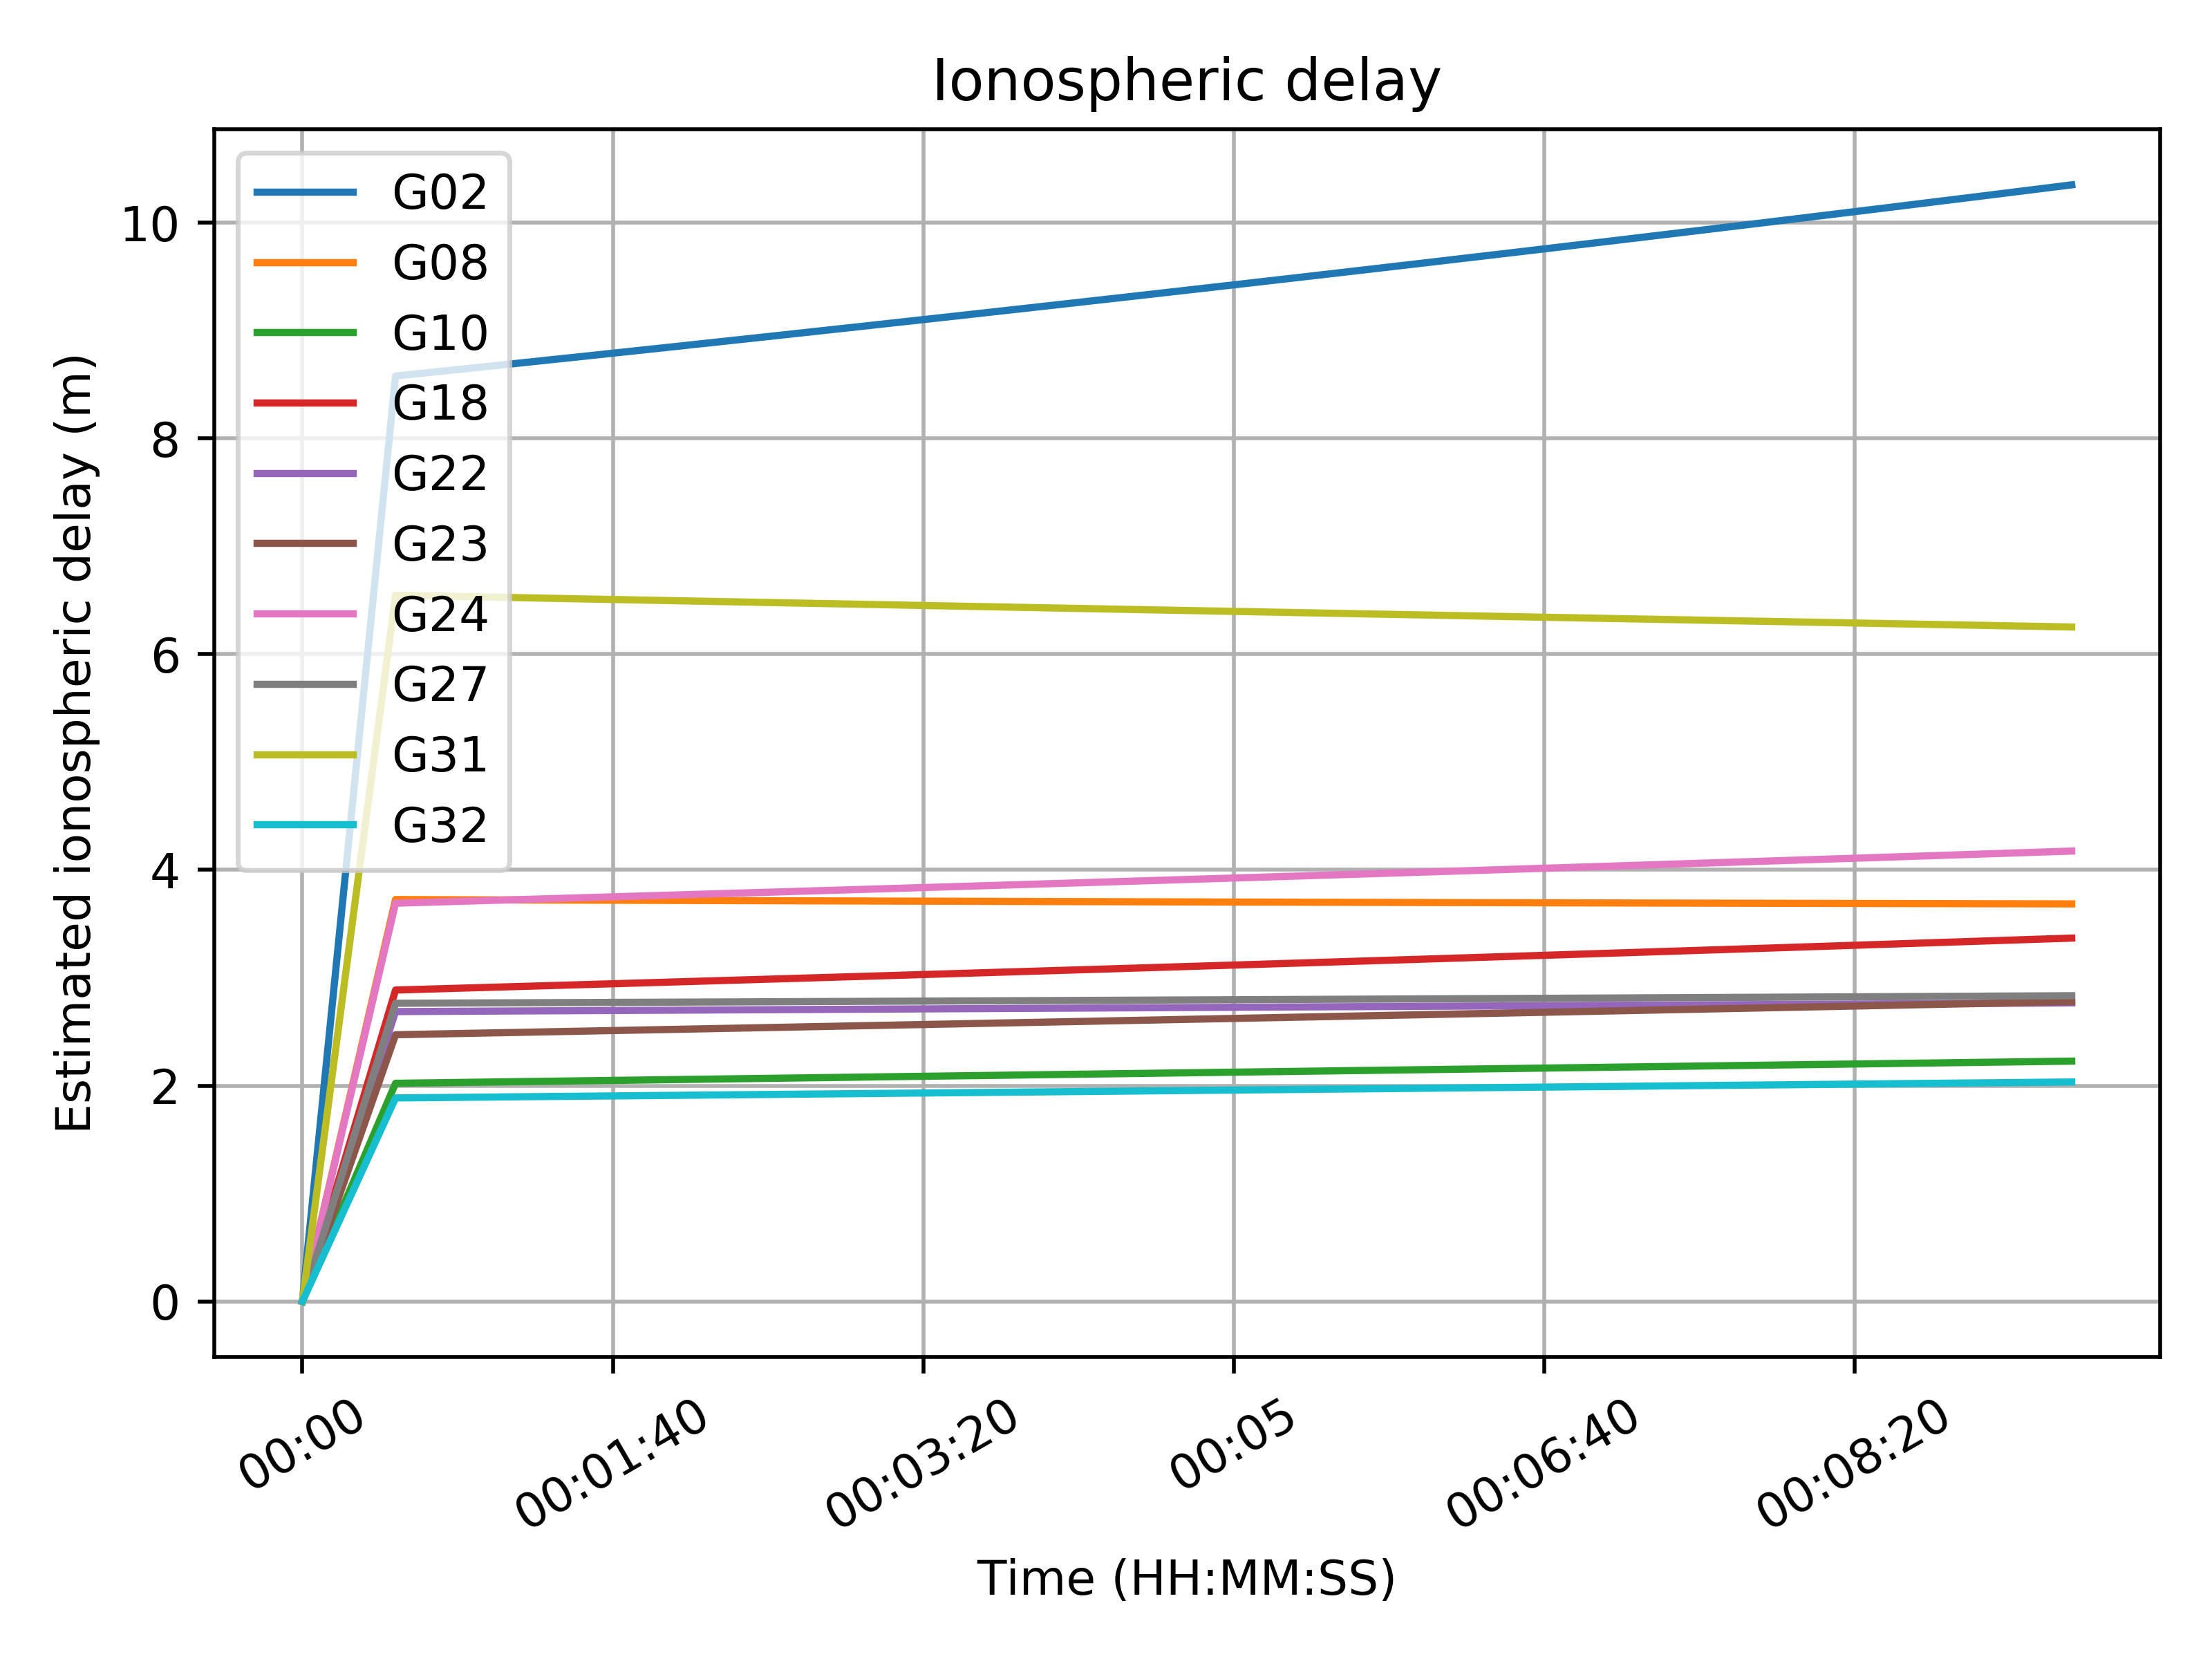 Ionospheric delay
G02
G08
G10
G18
G22
G23
G24
G27
G31
G32
10
8
6
4
2
0
Estimated ionospheric delay (m)
00:00
00:01:40
00:03:20
00:05
00:06:40
00:08:20
Time (HH:MM:SS)